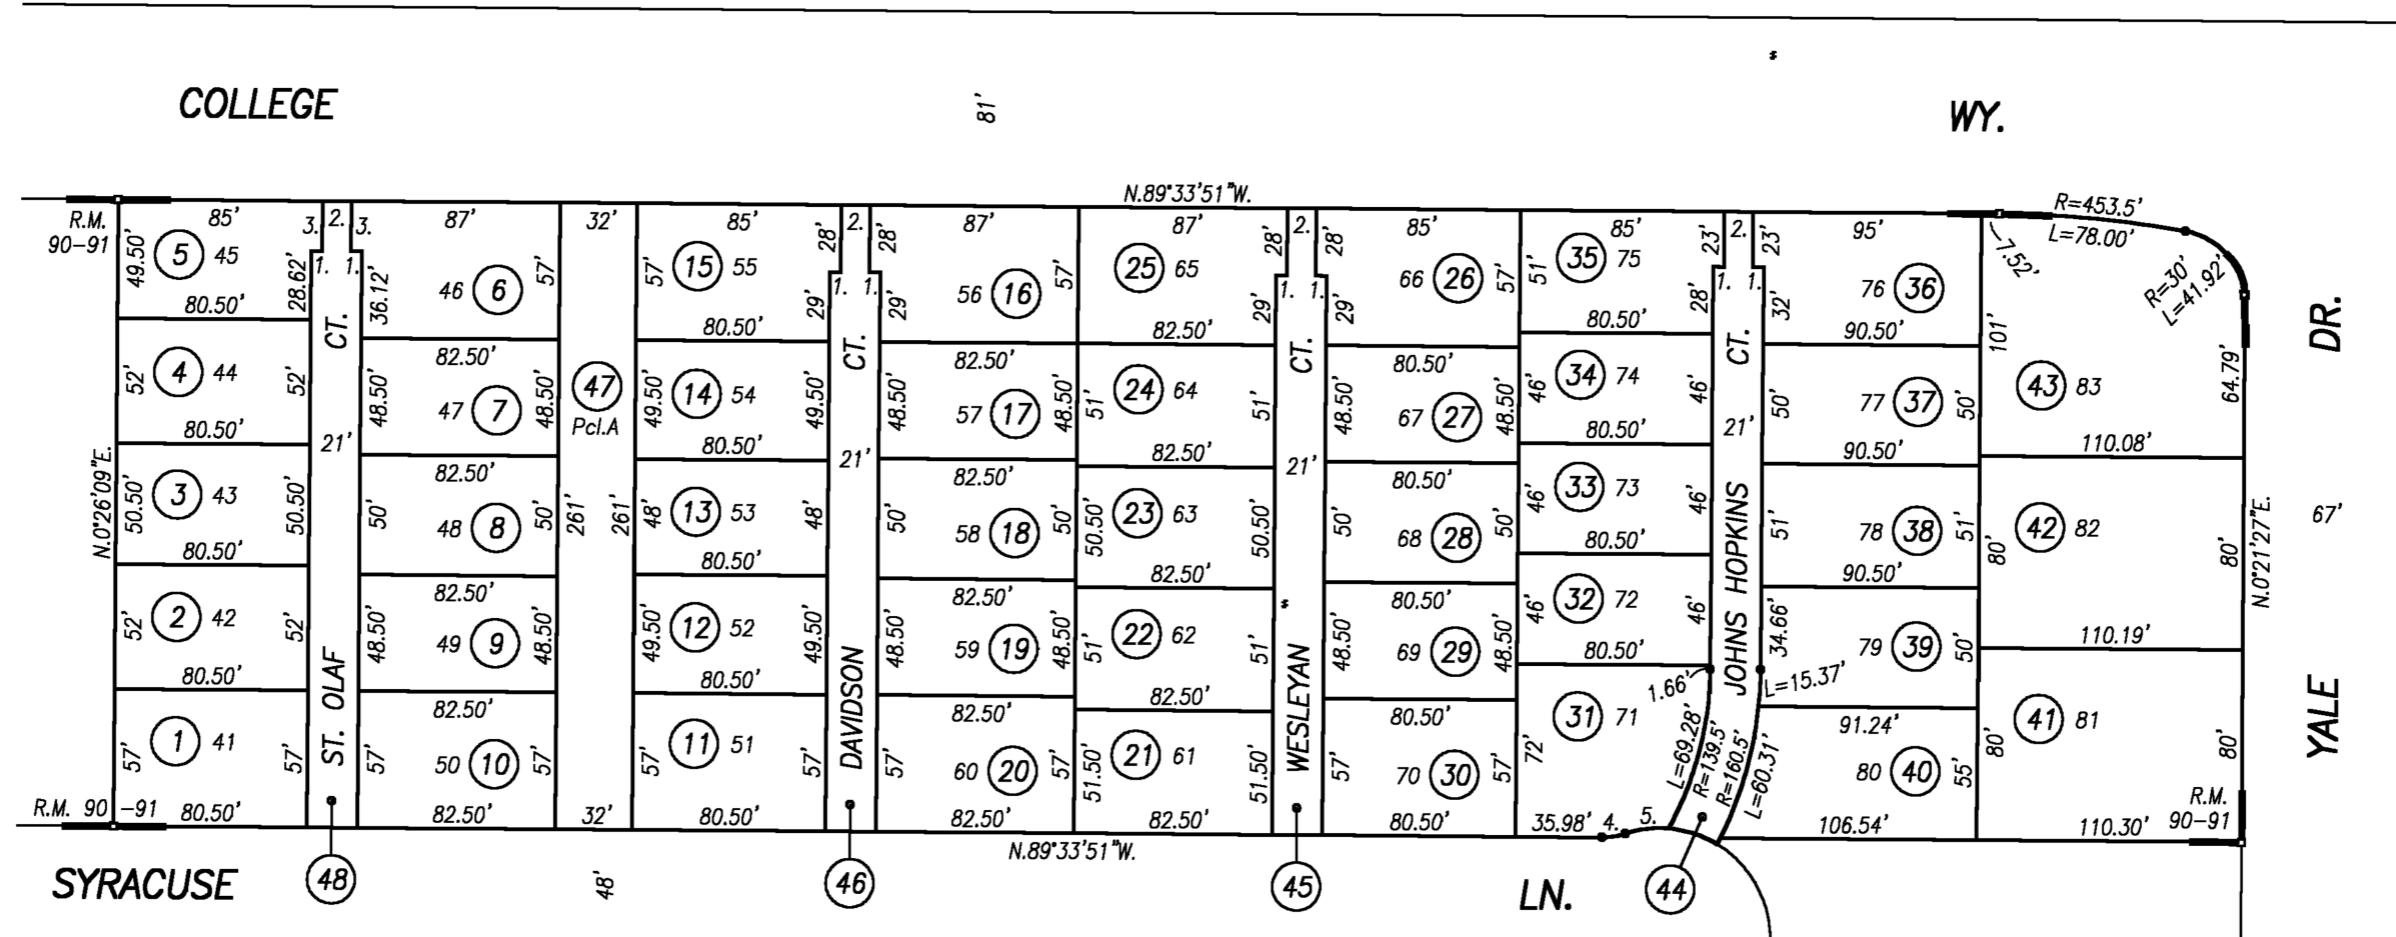 COLLEGE 81' WY.
N.89°33'51"W.
R.M.
90-91
85' 3. 2. 3. 87' 32' 85' 28' 2. 28' 87' 87' 28' 2. 28' 85' 85' 23' 2. 23' 95'
R=453.5'
L=78.00'
7.52'
R=30'
L=41.92'
49.50' 5 45 28.62' 1. 1. 36.12' 46 6 57' 57' 15 55 29' 1. 1. 29' 56 16 57' 25 65 29' 1. 1. 29' 66 26 57' 51' 35 75 28' 1. 1. 32' 76 36
80.50' 80.50' 82.50' 80.50' 90.50'
82.50' 82.50' 80.50'
52' 4 44 52' CT. 48.50' 47 7 48.50' 47 49.50' 14 54 49.50' CT. 48.50' 57 17 48.50' 51' 24 64 51' CT. 48.50' 67 27 48.50' 46' 34 74 46' CT. 50' 77 37 50' 101' 43 83 64.79' DR.
Pcl.A
80.50' 21' 80.50' 21' 82.50' 21' 80.50' 21' 90.50' 110.08'
82.50' 82.50' 80.50'
N.0°26'09"E.
50.50' 3 43 50.50' 50' 48 8 50' 261' 261' 48' 13 53 48' 50' 58 18 50' 50.50' 23 63 50.50' 50' 68 28 50' 46' 33 73 46' 51' 78 38 51' 80' 42 82 80' N.0°21'27"E. 67'
80.50' 80.50' 82.50' 80.50' 90.50'
82.50' 82.50' 80.50'
52' 2 42 52' 48.50' 49 9 48.50' 49.50' 12 52 49.50' 48.50' 59 19 48.50' 51' 22 62 51' 48.50' 69 29 48.50' 46' 32 72 46' 34.66' 79 39 50' 110.19'
80.50' 80.50' 82.50' 80.50'
82.50' 82.50' 80.50'
1.66' L=15.37'
57' 1 41 57' ST. OLAF 57' 50 10 57' 57' 11 51 57' DAVIDSON 57' 60 20 57' 51.50' 21 61 51.50' WESLEYAN 57' 70 30 57' 72' 31 71 JOHNS HOPKINS
L=69.28'
R=139.5'
R=160.5'
L=60.31'
91.24'
80 40 55' 80' 41 81 80' YALE
R.M. 90-91 80.50' 82.50' 32' 80.50' 82.50' 82.50' 80.50' 35.98' 4. 5. 106.54' 110.30'
R.M.
90-91
N.89°33'51"W.
SYRACUSE 48 48' 46 45 LN. 44